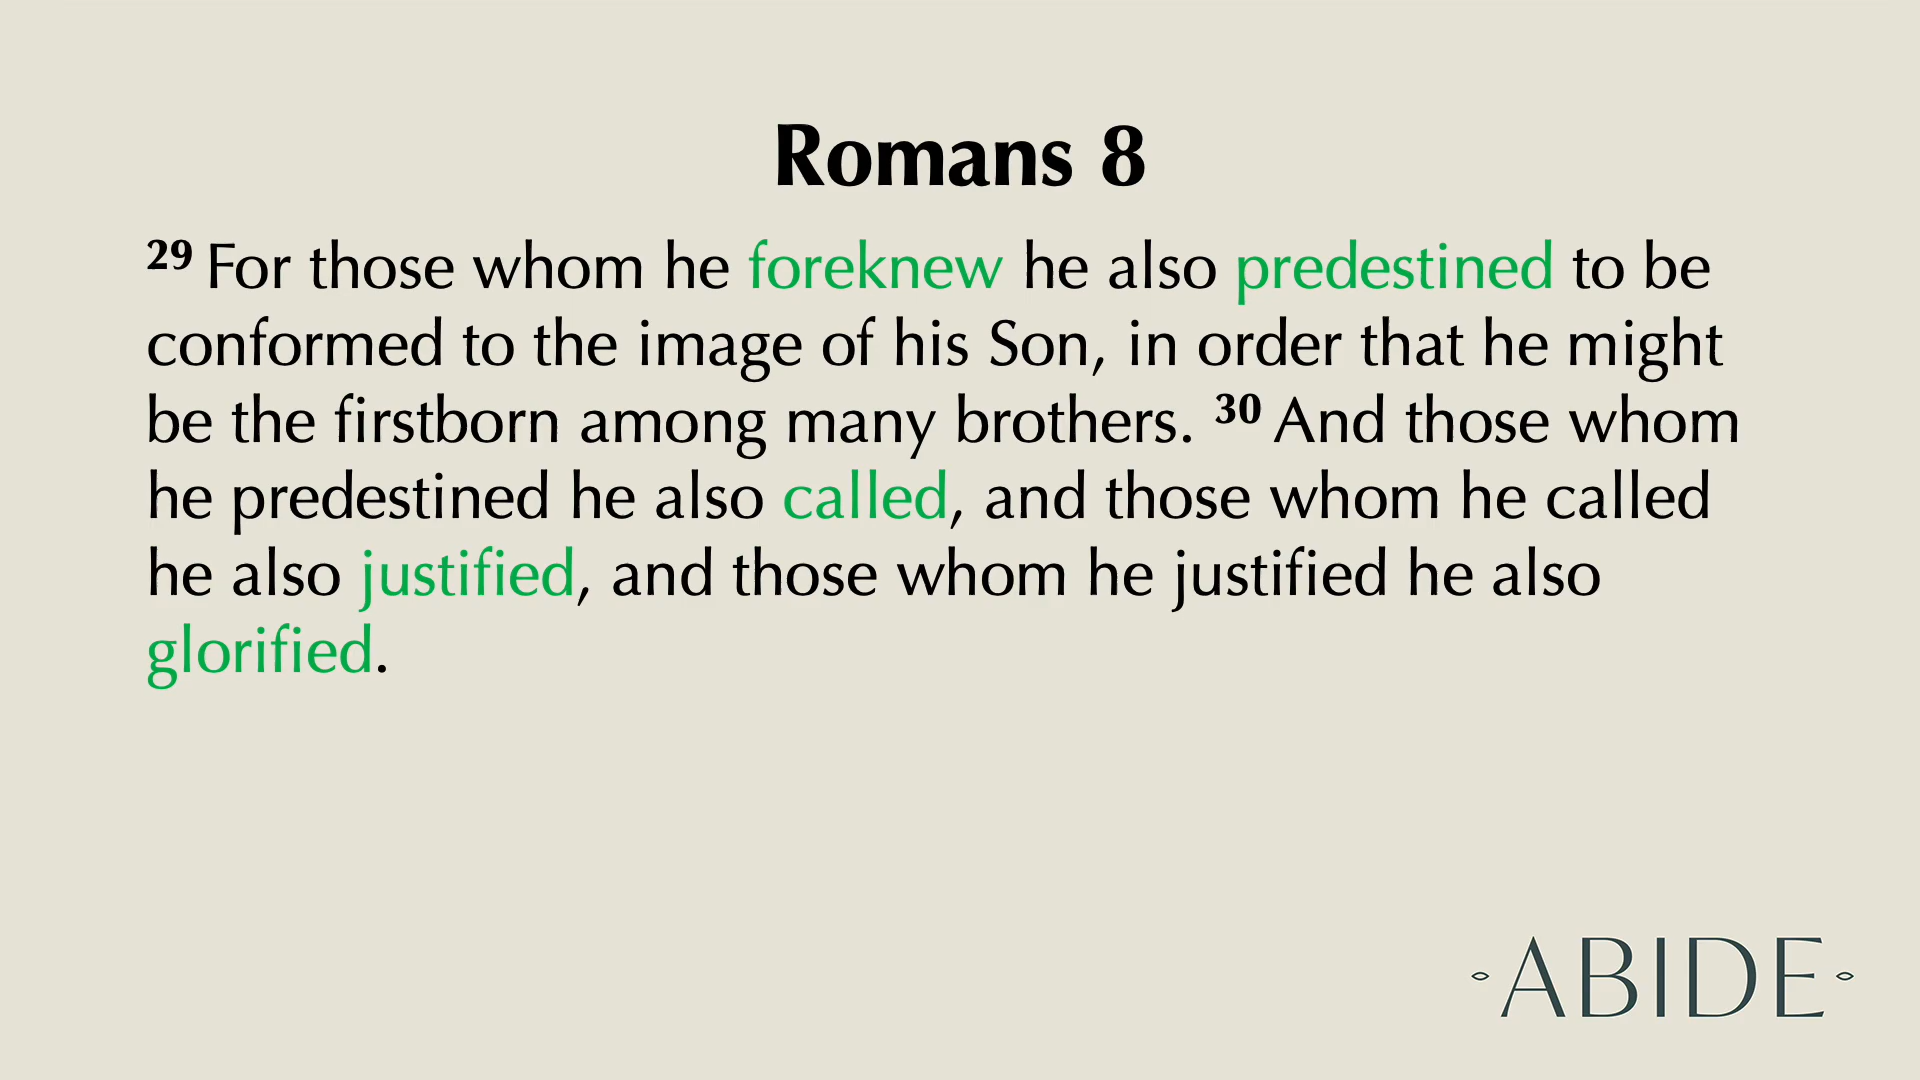 Romans 8
29 For those whom he foreknew he also predestined to be
conformed to the image of his Son, in order that he might
be the firstborn among many brothers. 30 And those whom
he predestined he also called, and those whom he called
he also justified, and those whom he justified he also
glorified.
ABIDE